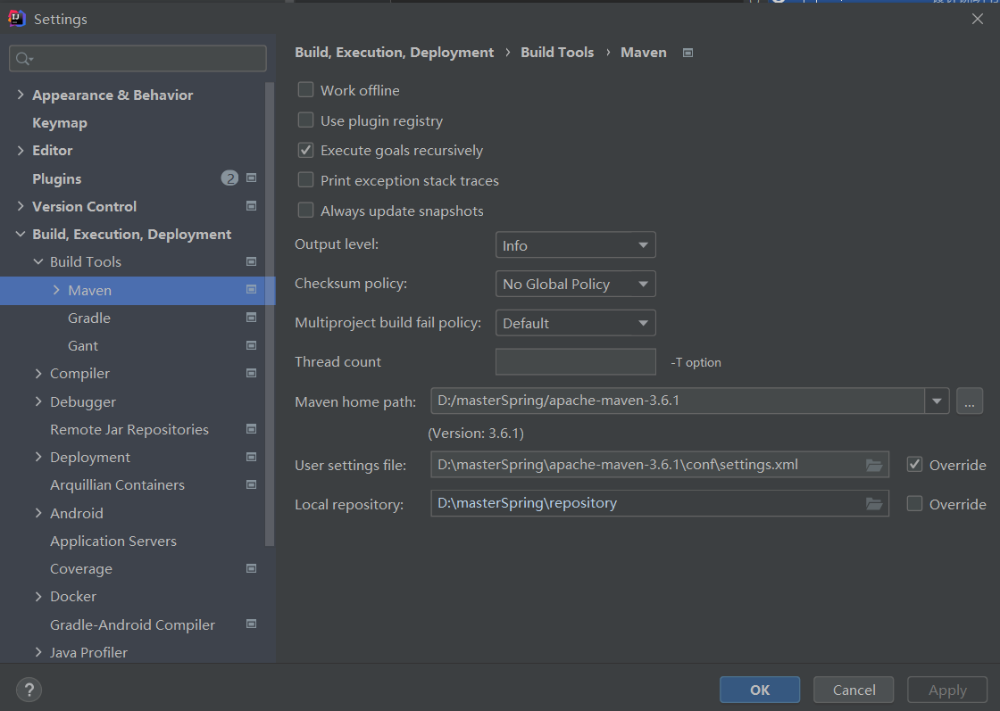 Settings
Build, Execution, Deployment › Build Tools › Maven
Appearance & Behavior
Keymap
Editor
Plugins 2
Version Control
Build, Execution, Deployment
Build Tools
Maven
Gradle
Gant
Compiler
Debugger
Remote Jar Repositories
Deployment
Arquillian Containers
Android
Application Servers
Coverage
Docker
Gradle-Android Compiler
Java Profiler
Work offline
Use plugin registry
Execute goals recursively
Print exception stack traces
Always update snapshots
Output level: Info
Checksum policy: No Global Policy
Multiproject build fail policy: Default
Thread count -T option
Maven home path: D:/masterSpring/apache-maven-3.6.1 ...
(Version: 3.6.1)
User settings file: D:\masterSpring\apache-maven-3.6.1\conf\settings.xml Override
Local repository: D:\masterSpring\repository Override
? OK Cancel Apply